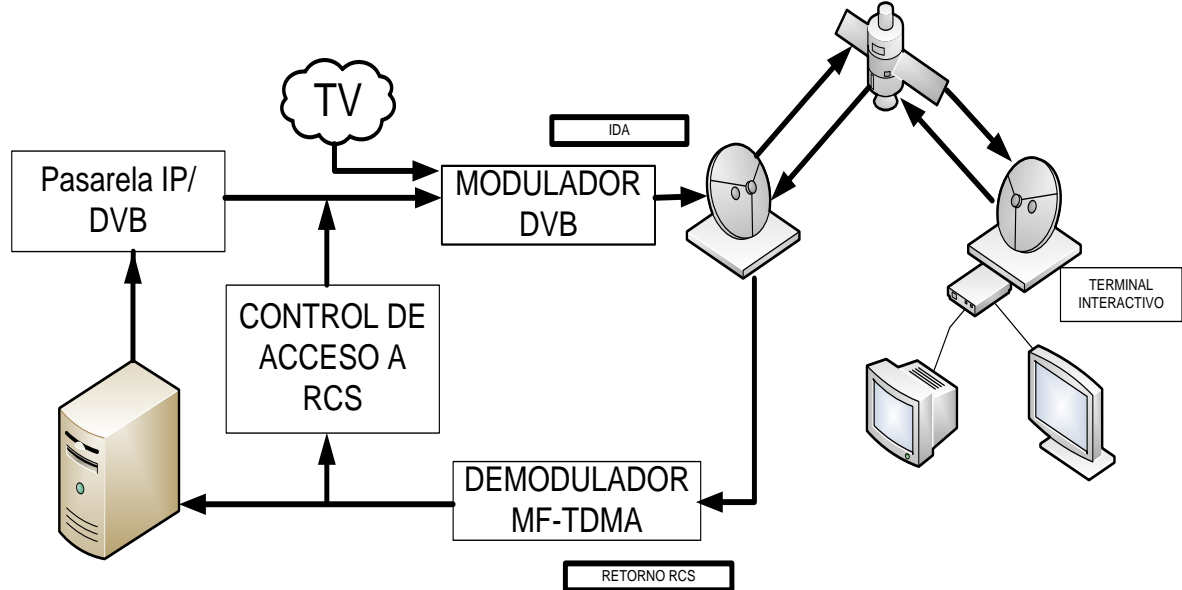 TV
IDA
Pasarela IP/
DVB
MODULADOR
DVB
TERMINAL
INTERACTIVO
CONTROL DE
ACCESO A
RCS
DEMODULADOR
MF-TDMA
RETORNO RCS